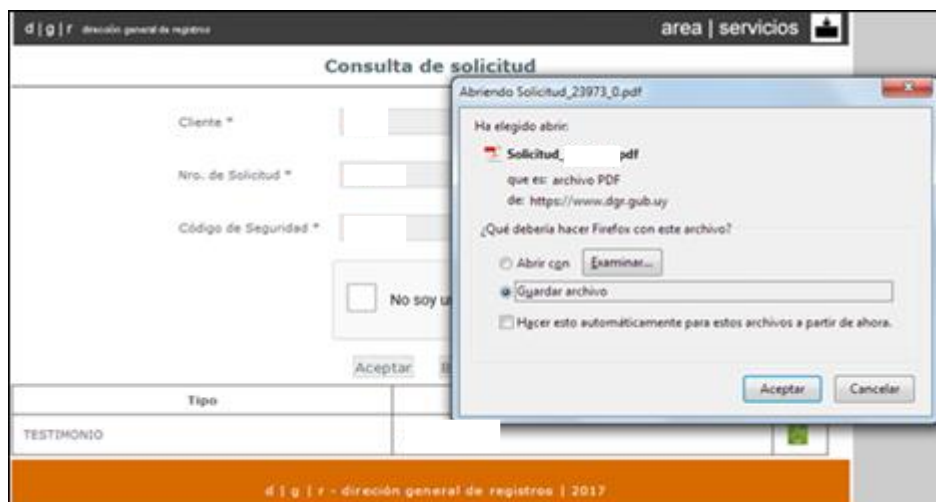 d | g | r dirección general de registros
area | servicios
Consulta de solicitud
Cliente *
Nro. de Solicitud *
Código de Seguridad *
No soy u
Aceptar
Tipo
TESTIMONIO
Abriendo Solicitud_23973_0.pdf
Ha elegido abrir:
Solicitud_ pdf
que es: archivo PDF
de: https://www.dgr.gub.uy
¿Qué debería hacer Firefox con este archivo?
Abrir con Examinar...
Guardar archivo
Hacer esto automáticamente para estos archivos a partir de ahora.
Aceptar Cancelar
d | g | r - direción general de registros | 2017